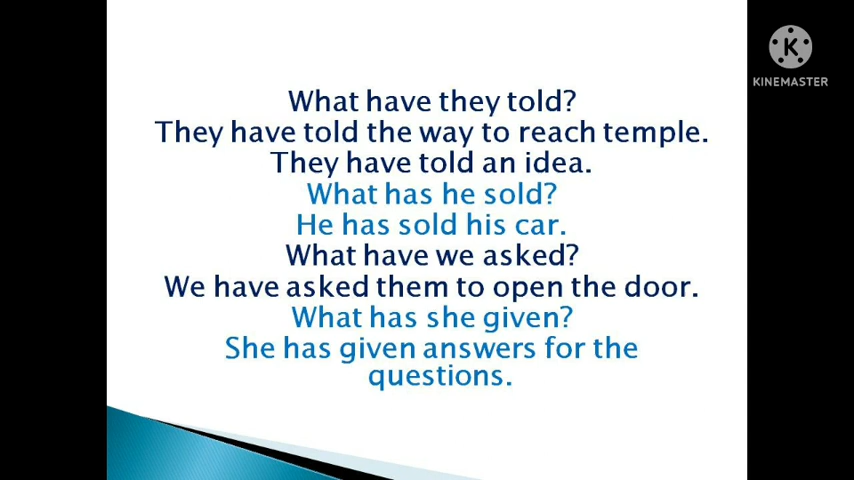 What have they told?
They have told the way to reach temple.
They have told an idea.
What has he sold?
He has sold his car.
What have we asked?
We have asked them to open the door.
What has she given?
She has given answers for the
questions.
K
KINEMASTER